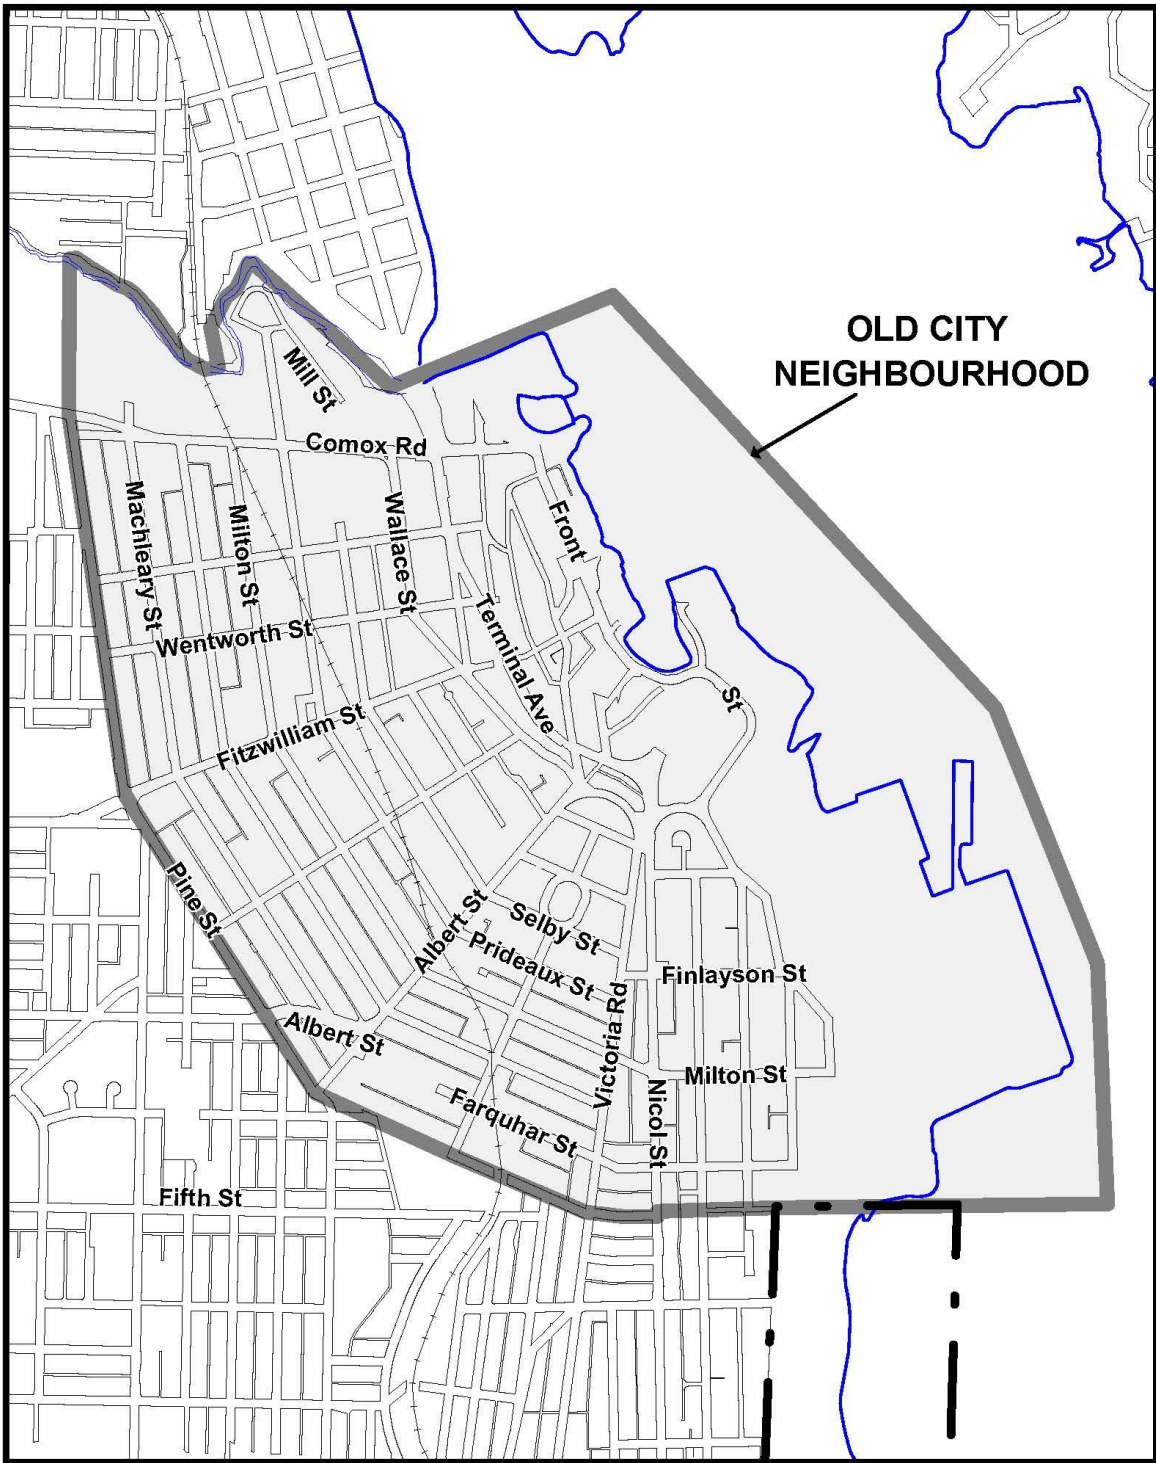 OLD CITY
NEIGHBOURHOOD
Mill St
Comox Rd
Machleary St
Milton St
Wallace St
Front
Wentworth St
Terminal Ave
St
Fitzwilliam St
Pine St
Albert St
Selby St
Prideaux St
Finlayson St
Victoria Rd
Albert St
Milton St
Nicol St
Farquhar St
Fifth St